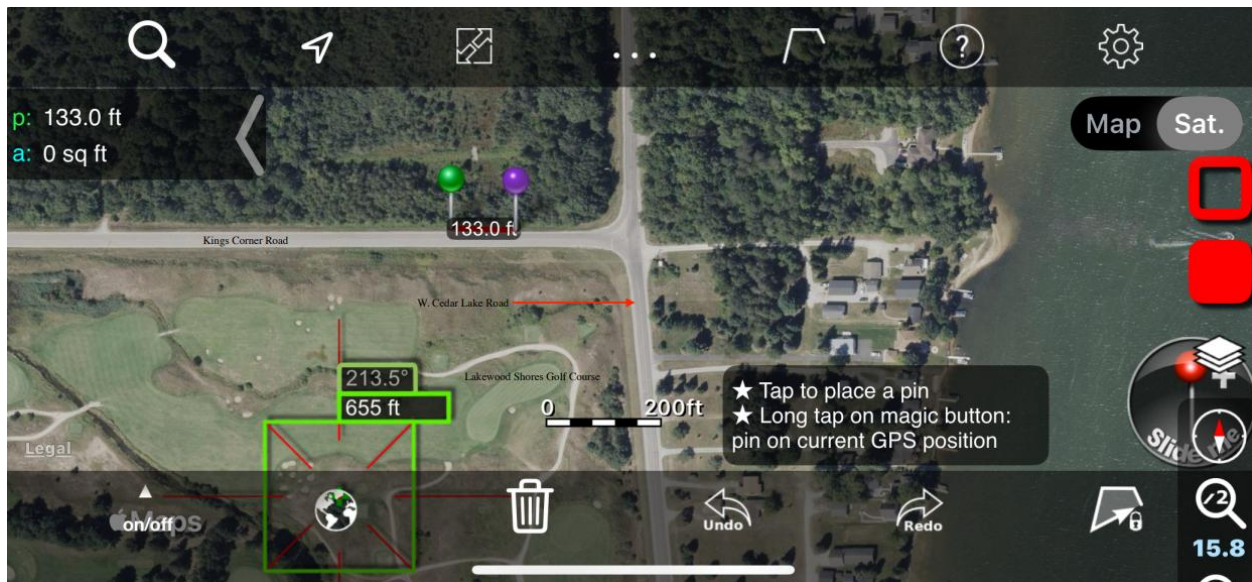 ...
?
p: 133.0 ft
a: 0 sq ft
Map Sat.
133.0 ft
Kings Corner Road
W. Cedar Lake Road
213.5°
Lakewood Shores Golf Course
655 ft
0 200ft
★ Tap to place a pin
★ Long tap on magic button:
pin on current GPS position
Slide me
Legal
Maps
on/off
Undo
Redo
/2
15.8